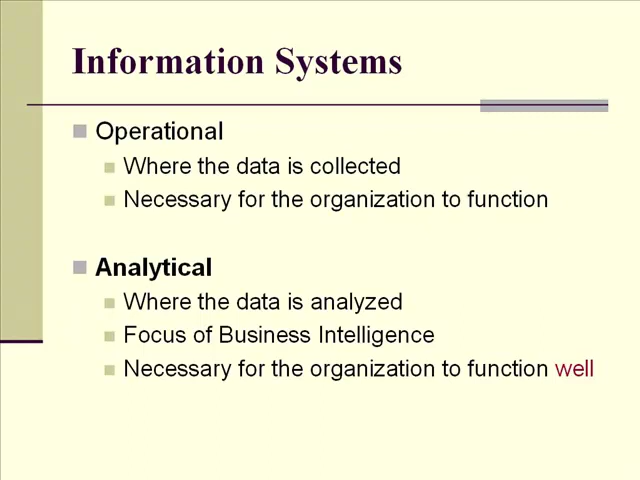 Information Systems
Operational
Where the data is collected
Necessary for the organization to function
Analytical
Where the data is analyzed
Focus of Business Intelligence
Necessary for the organization to function well